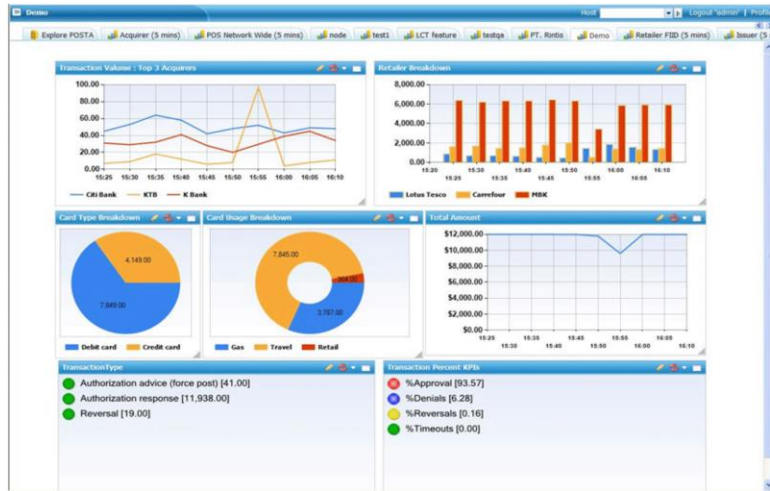 Demo
Host
Logout 'admin' | Profil
Explore POSTA
Acquirer (5 mins)
POS Network Wide (5 mins)
node
test1
LCT feature
testqa
PT. Rintis
Demo
Retailer FIID (5 mins)
Issuer (5
Transaction Volume : Top 3 Acquirers
100.00
80.00
60.00
40.00
20.00
0.00
15:25 15:30 15:35 15:40 15:45 15:50 15:55 16:00 16:05 16:10
Citi Bank KTB K Bank
Retailer Breakdown
8,000.00
6,000.00
4,000.00
2,000.00
0.00
15:20 15:30 15:40 15:50 16:00 16:10
15:25 15:35 15:45 15:55 16:05
Lotus Tesco Carrefour MBK
Card Type Breakdown
4,149.00
7,849.00
Debit card Credit card
Card Usage Breakdown
7,845.00
3,787.00
Gas Travel Retail
Total Amount
$12,000.00
$10,000.00
$8,000.00
$6,000.00
$4,000.00
$2,000.00
$0.00
15:25 15:35 15:45 15:55 16:05
15:30 15:40 15:50 16:00 16:10
TransactionType
Authorization advice (force post) [41.00]
Authorization response [11,938.00]
Reversal [19.00]
Transaction Percent KPIs
%Approval [93.57]
%Denials [6.28]
%Reversals [0.16]
%Timeouts [0.00]